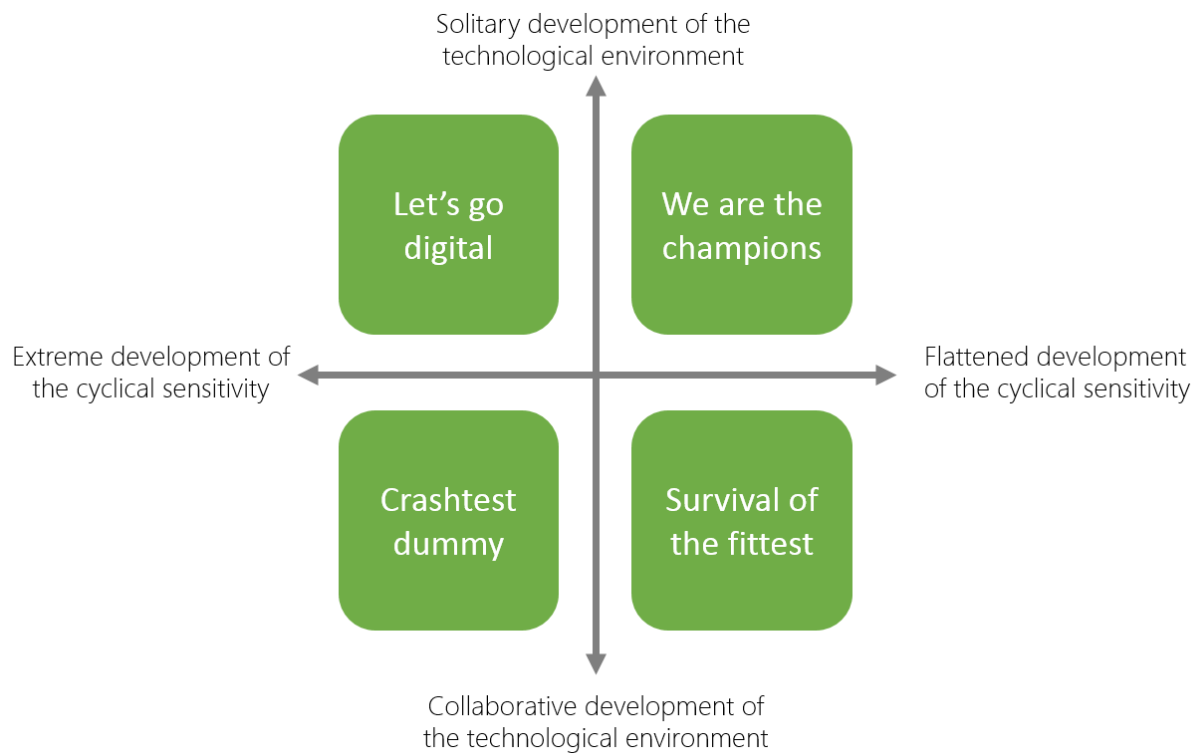 Solitary development of the
technological environment
Let's go
digital
We are the
champions
Extreme development of
the cyclical sensitivity
Flattened development
of the cyclical sensitivity
Crashtest
dummy
Survival of
the fittest
Collaborative development of
the technological environment